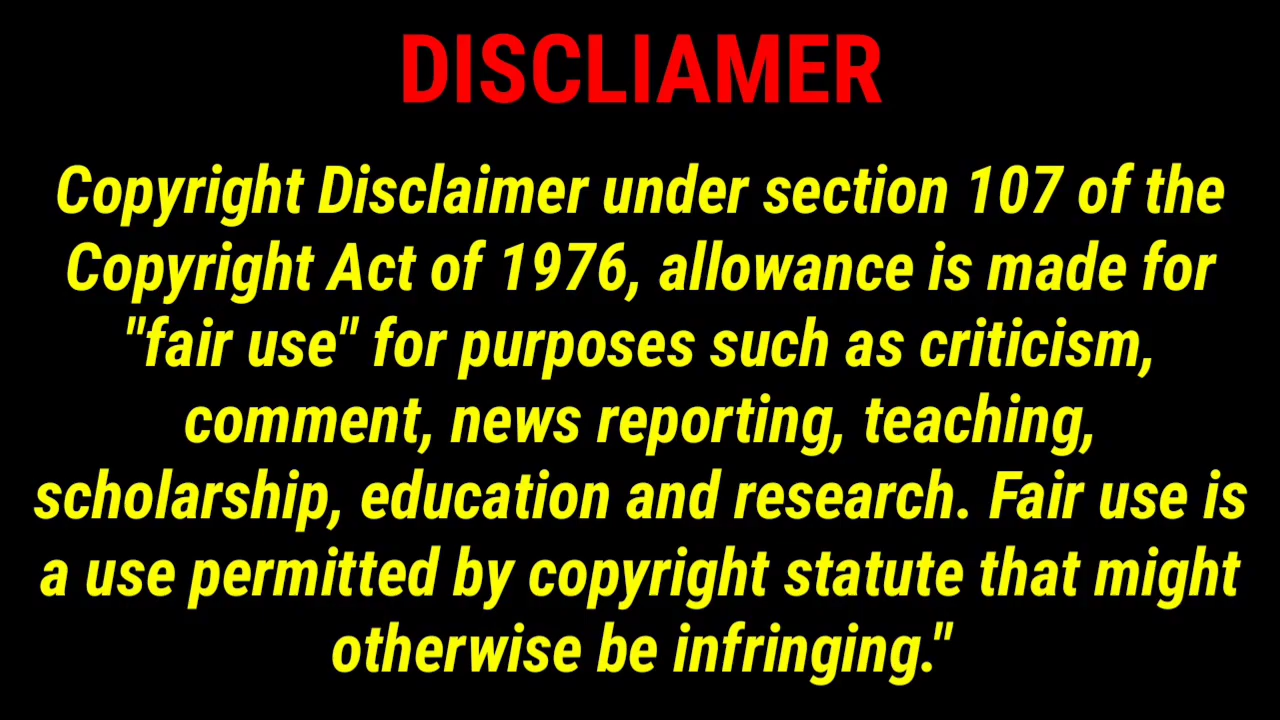 DISCLIAMER
Copyright Disclaimer under section 107 of the
Copyright Act of 1976, allowance is made for
"fair use" for purposes such as criticism,
comment, news reporting, teaching,
scholarship, education and research. Fair use is
a use permitted by copyright statute that might
otherwise be infringing."